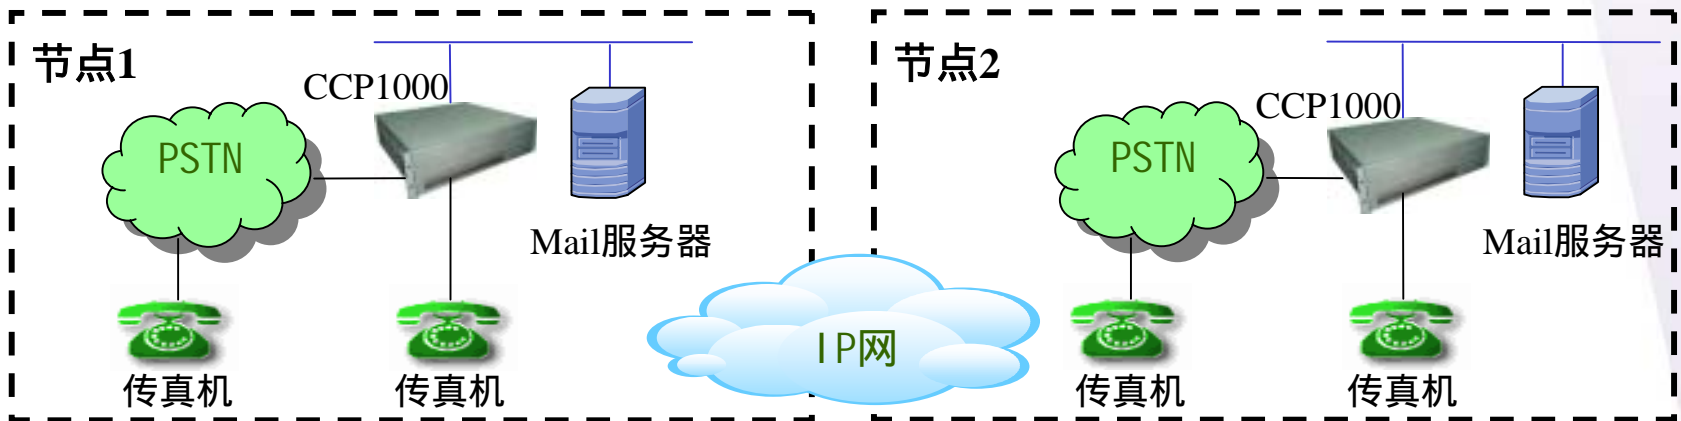 节点1
CCP1000
PSTN
Mail服务器
传真机
传真机
IP网
节点2
CCP1000
PSTN
Mail服务器
传真机
传真机